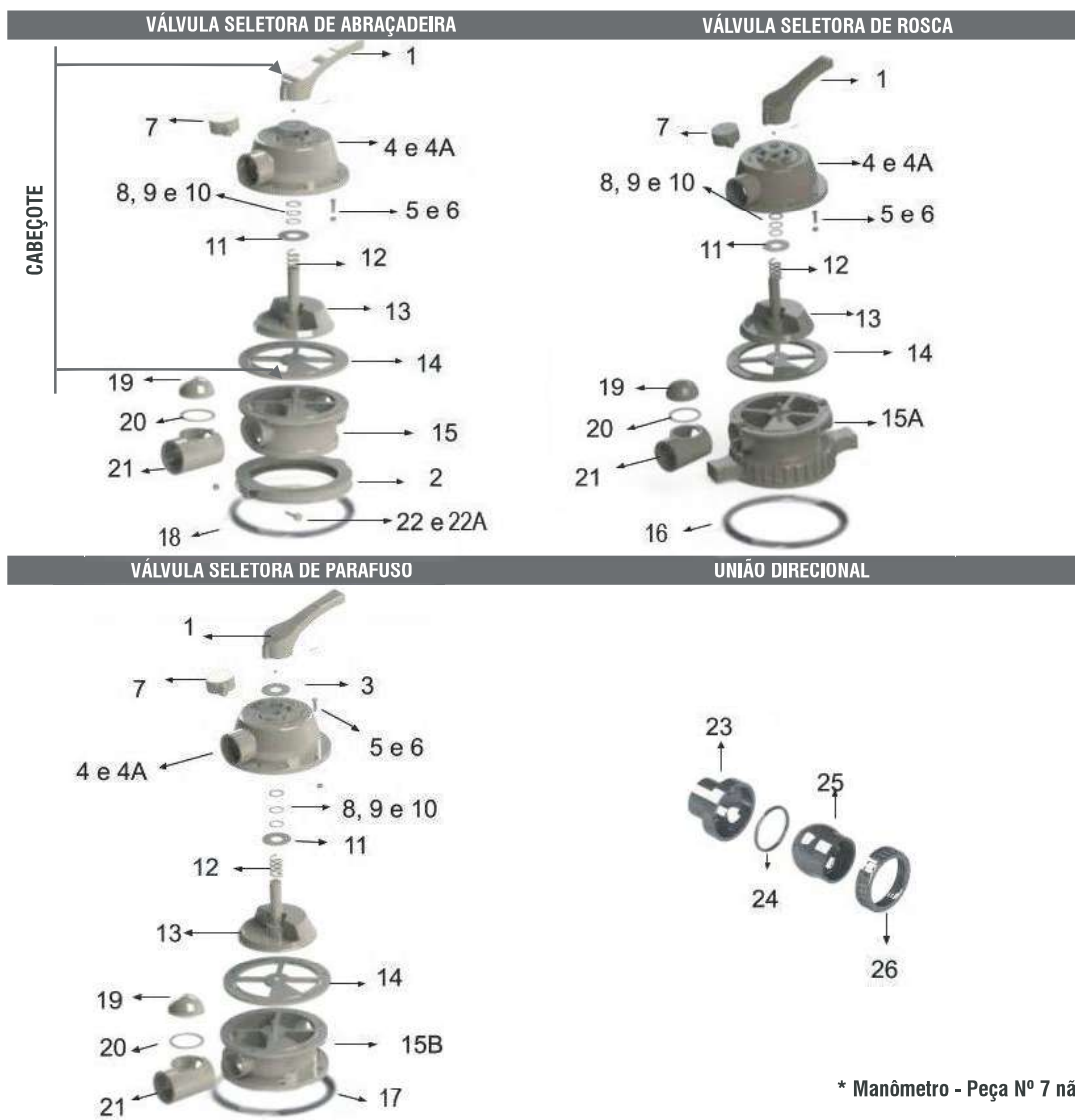 VÁLVULA SELETORA DE ABRAÇADEIRA
CABEÇOTE
1
7
4 e 4A
8, 9 e 10
5 e 6
11
12
13
14
19
20
15
21
2
18
22 e 22A
VÁLVULA SELETORA DE ROSCA
1
7
4 e 4A
8, 9 e 10
5 e 6
11
12
13
14
19
15A
20
21
16
VÁLVULA SELETORA DE PARAFUSO
1
7
3
5 e 6
4 e 4A
8, 9 e 10
11
12
13
14
19
20
15B
21
17
UNIÃO DIRECIONAL
23
25
24
26
* Manômetro - Peça Nº 7 nã